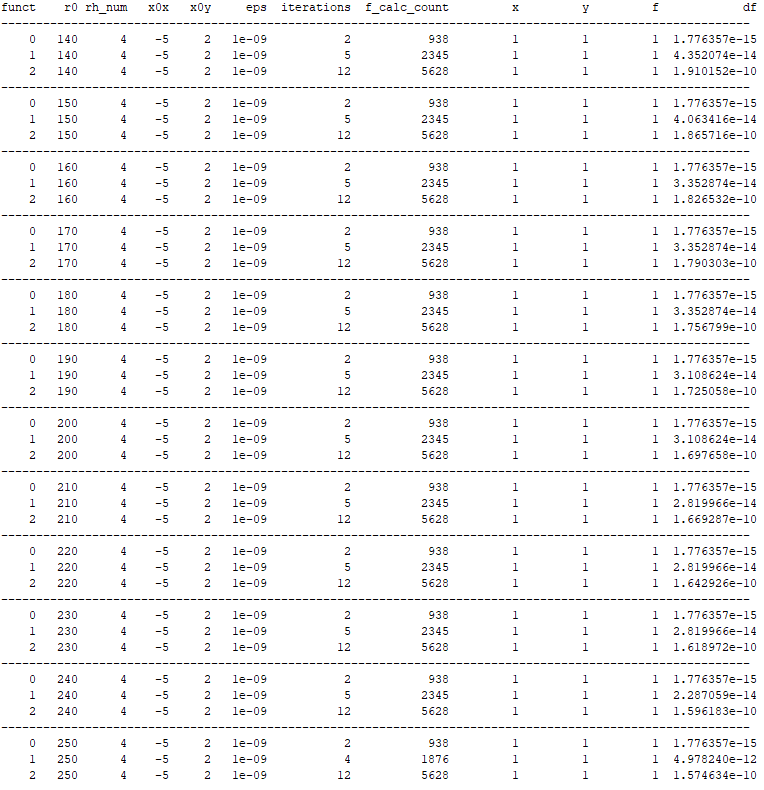 funct r0 rh_num x0x x0y eps iterations f_calc_count x y f df
--------------------------------------------------------------------------------
0 140 4 -5 2 1e-09 2 938 1 1 1 1.776357e-15
1 140 4 -5 2 1e-09 5 2345 1 1 1 4.352074e-14
2 140 4 -5 2 1e-09 12 5628 1 1 1 1.910152e-10
--------------------------------------------------------------------------------
0 150 4 -5 2 1e-09 2 938 1 1 1 1.776357e-15
1 150 4 -5 2 1e-09 5 2345 1 1 1 4.063416e-14
2 150 4 -5 2 1e-09 12 5628 1 1 1 1.865716e-10
--------------------------------------------------------------------------------
0 160 4 -5 2 1e-09 2 938 1 1 1 1.776357e-15
1 160 4 -5 2 1e-09 5 2345 1 1 1 3.352874e-14
2 160 4 -5 2 1e-09 12 5628 1 1 1 1.826532e-10
--------------------------------------------------------------------------------
0 170 4 -5 2 1e-09 2 938 1 1 1 1.776357e-15
1 170 4 -5 2 1e-09 5 2345 1 1 1 3.352874e-14
2 170 4 -5 2 1e-09 12 5628 1 1 1 1.790303e-10
--------------------------------------------------------------------------------
0 180 4 -5 2 1e-09 2 938 1 1 1 1.776357e-15
1 180 4 -5 2 1e-09 5 2345 1 1 1 3.352874e-14
2 180 4 -5 2 1e-09 12 5628 1 1 1 1.756799e-10
--------------------------------------------------------------------------------
0 190 4 -5 2 1e-09 2 938 1 1 1 1.776357e-15
1 190 4 -5 2 1e-09 5 2345 1 1 1 3.108624e-14
2 190 4 -5 2 1e-09 12 5628 1 1 1 1.725058e-10
--------------------------------------------------------------------------------
0 200 4 -5 2 1e-09 2 938 1 1 1 1.776357e-15
1 200 4 -5 2 1e-09 5 2345 1 1 1 3.108624e-14
2 200 4 -5 2 1e-09 12 5628 1 1 1 1.697658e-10
--------------------------------------------------------------------------------
0 210 4 -5 2 1e-09 2 938 1 1 1 1.776357e-15
1 210 4 -5 2 1e-09 5 2345 1 1 1 2.819966e-14
2 210 4 -5 2 1e-09 12 5628 1 1 1 1.669287e-10
--------------------------------------------------------------------------------
0 220 4 -5 2 1e-09 2 938 1 1 1 1.776357e-15
1 220 4 -5 2 1e-09 5 2345 1 1 1 2.819966e-14
2 220 4 -5 2 1e-09 12 5628 1 1 1 1.642926e-10
--------------------------------------------------------------------------------
0 230 4 -5 2 1e-09 2 938 1 1 1 1.776357e-15
1 230 4 -5 2 1e-09 5 2345 1 1 1 2.819966e-14
2 230 4 -5 2 1e-09 12 5628 1 1 1 1.618972e-10
--------------------------------------------------------------------------------
0 240 4 -5 2 1e-09 2 938 1 1 1 1.776357e-15
1 240 4 -5 2 1e-09 5 2345 1 1 1 2.287059e-14
2 240 4 -5 2 1e-09 12 5628 1 1 1 1.596183e-10
--------------------------------------------------------------------------------
0 250 4 -5 2 1e-09 2 938 1 1 1 1.776357e-15
1 250 4 -5 2 1e-09 4 1876 1 1 1 4.978240e-12
2 250 4 -5 2 1e-09 12 5628 1 1 1 1.574634e-10